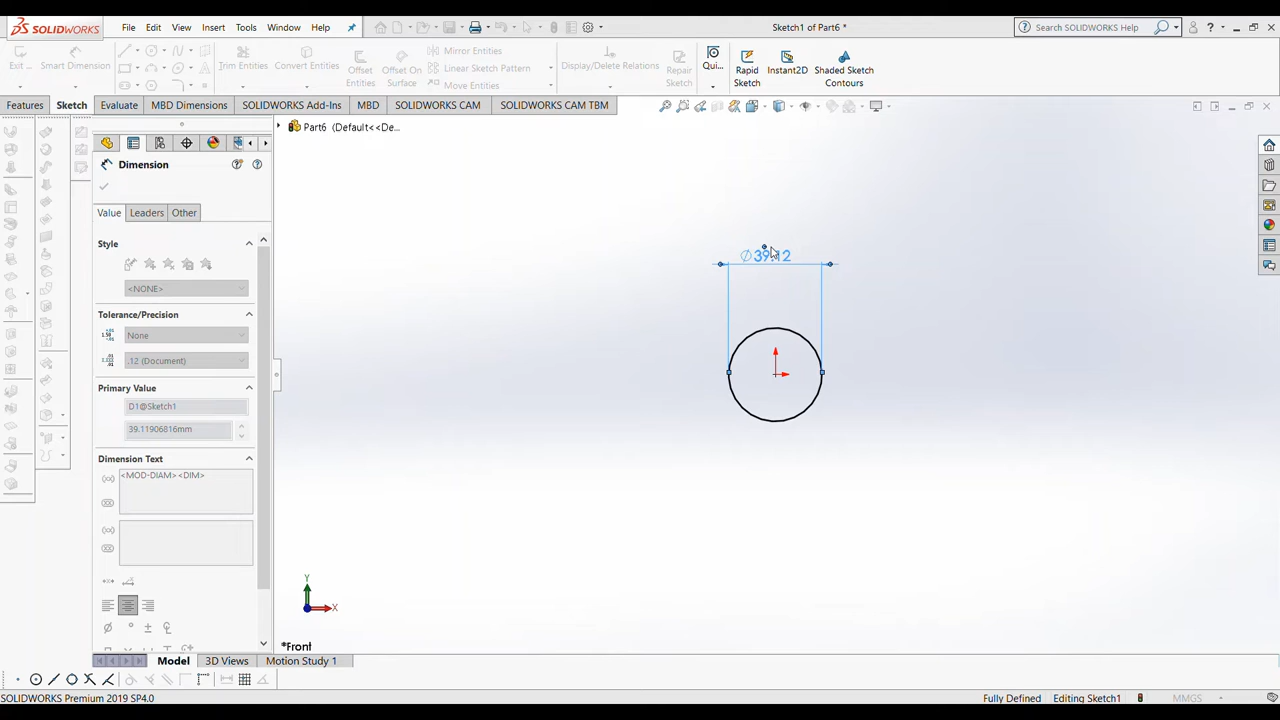 SOLIDWORKS
File Edit View Insert Tools Window Help
Sketch1 of Part6 *
Search SOLIDWORKS Help
Exit ...
Smart Dimension
Trim Entities
Convert Entities
Offset Entities
Offset On Surface
Mirror Entities
Linear Sketch Pattern
Move Entities
Display/Delete Relations
Repair Sketch
Qui...
Rapid Sketch
Instant2D
Shaded Sketch Contours
Features Sketch Evaluate MBD Dimensions SOLIDWORKS Add-Ins MBD SOLIDWORKS CAM SOLIDWORKS CAM TBM
Part6 (Default<<De...
Dimension
Value Leaders Other
Style
<NONE>
Tolerance/Precision
None
.12 (Document)
Primary Value
D1@Sketch1
39.11906816mm
Dimension Text
<MOD-DIAM><DIM>
∅39.12
Y
X
*Front
Model 3D Views Motion Study 1
SOLIDWORKS Premium 2019 SP4.0
Fully Defined Editing Sketch1 MMGS